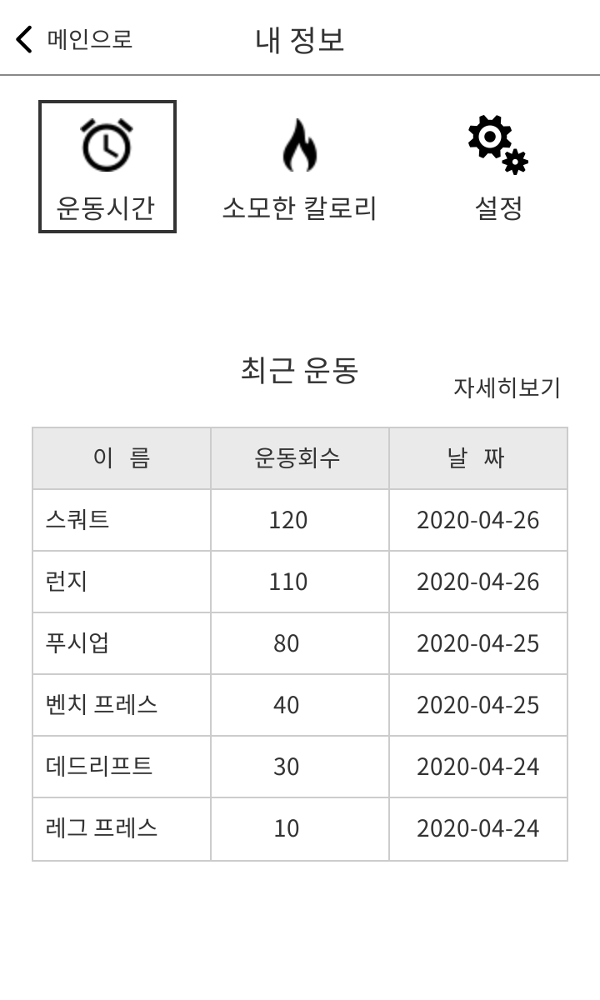 메인으로 내 정보
운동시간 소모한 칼로리 설정
최근 운동
자세히보기
이 름 운동회수 날 짜
스쿼트 120 2020-04-26
런지 110 2020-04-26
푸시업 80 2020-04-25
벤치 프레스 40 2020-04-25
데드리프트 30 2020-04-24
레그 프레스 10 2020-04-24